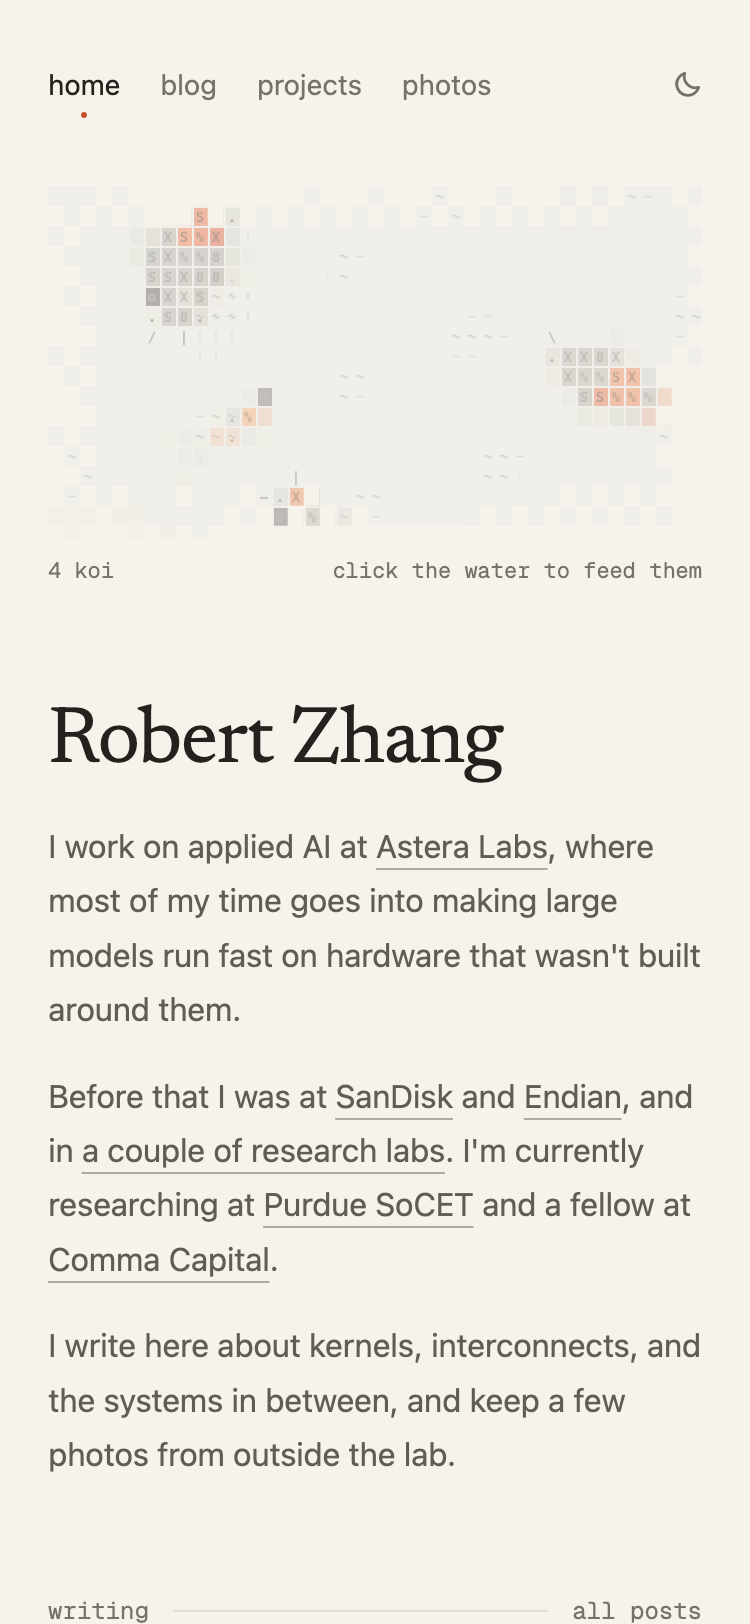 home blog projects photos
4 koi click the water to feed them
Robert Zhang
I work on applied AI at Astera Labs, where
most of my time goes into making large
models run fast on hardware that wasn't built
around them.
Before that I was at SanDisk and Endian, and
in a couple of research labs. I'm currently
researching at Purdue SoCET and a fellow at
Comma Capital.
I write here about kernels, interconnects, and
the systems in between, and keep a few
photos from outside the lab.
writing all posts